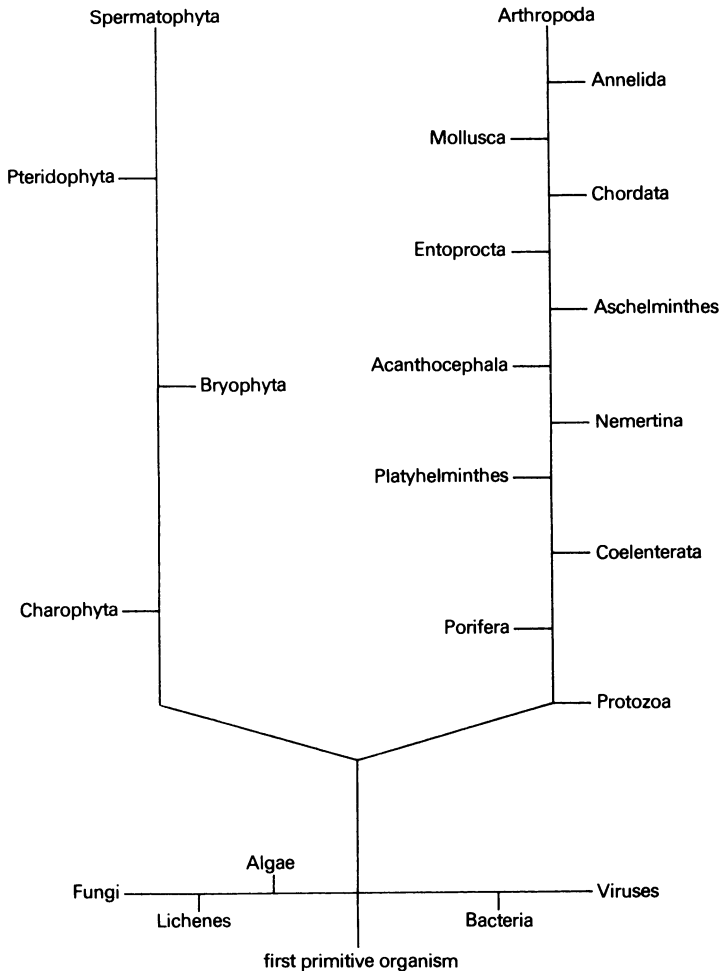 Spermatophyta
Arthropoda
Annelida
Mollusca
Pteridophyta
Chordata
Entoprocta
Aschelminthes
Acanthocephala
Bryophyta
Nemertina
Platyhelminthes
Coelenterata
Charophyta
Porifera
Protozoa
Algae
Fungi
Viruses
Lichenes
Bacteria
first primitive organism